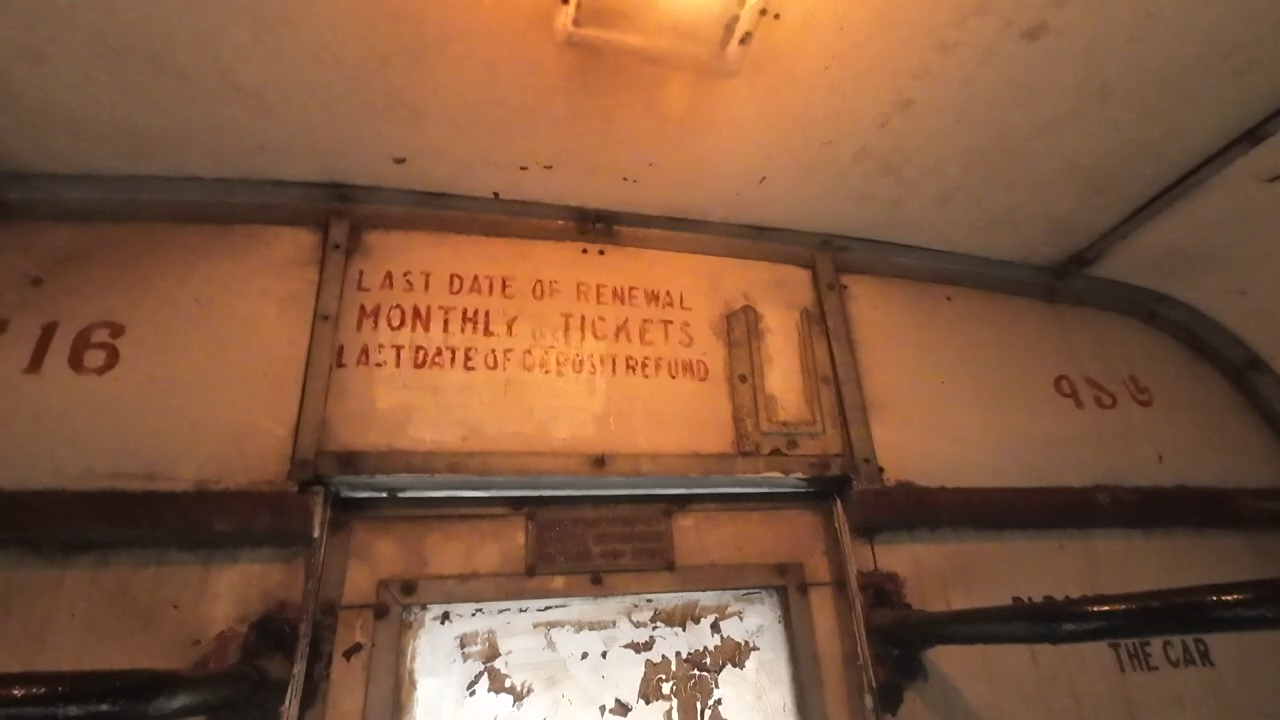 LAST DATE OF RENEWAL
MONTHLY TICKETS
LAST DATE OF DEPOSIT REFUND
16
৭১৬
THE CAR